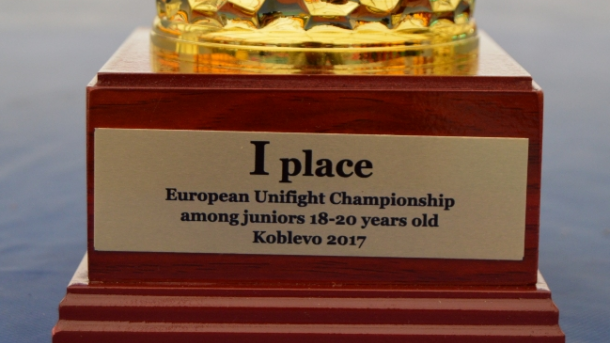 I place
European Unifight Championship
among juniors 18-20 years old
Koblevo 2017